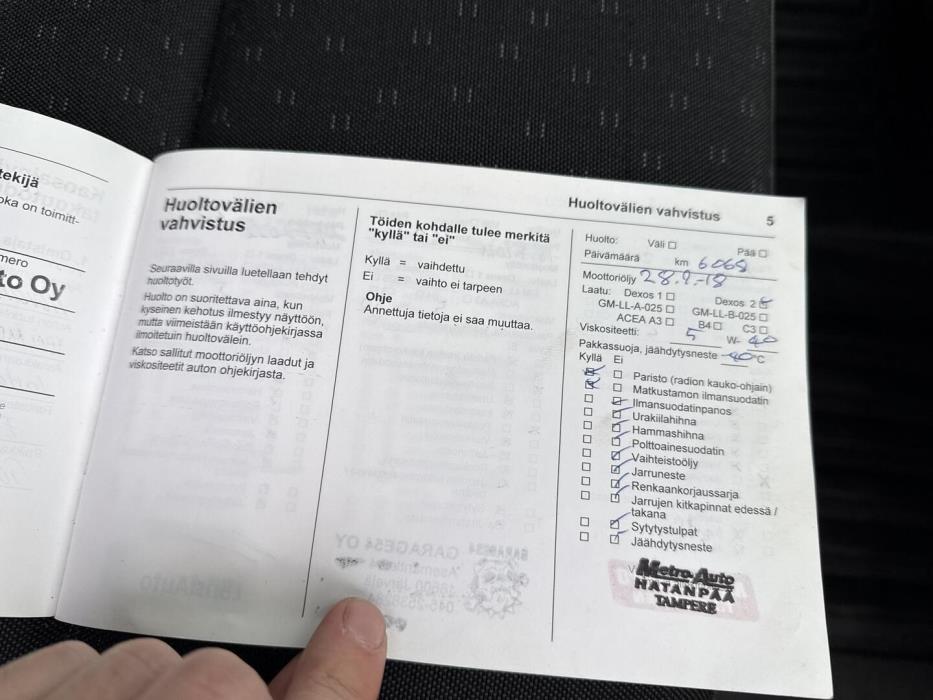 ekijä
oka on toimitt-
mero
to Oy
Huoltovälien
vahvistus
Seuraavilla sivuilla luetellaan tehdyt
huoltotyöt.
Huolto on suoritettava aina, kun
kyseinen kehotus ilmestyy näyttöön,
mutta viimeistään käyttöohjekirjassa
ilmoitetuin huoltovälein.
Katso sallitut moottoriöljyn laadut ja
viskositeetit auton ohjekirjasta.
Töiden kohdalle tulee merkitä
"kyllä" tai "ei"
Kyllä = vaihdettu
Ei = vaihto ei tarpeen
Ohje
Annettuja tietoja ei saa muuttaa.
Huoltovälien vahvistus 5
Huolto: Väli Pää
Päivämäärä km 6065
Moottoriöljy 28.9.-18
Laatu: Dexos 1 Dexos 2
GM-LL-A-025 GM-LL-B-025
ACEA A3 B4 C3
Viskositeetti: 5 W- 40
Pakkassuoja, jäähdytysneste -40 °C
Kyllä Ei
Paristo (radion kauko-ohjain)
Matkustamon ilmansuodatin
Ilmansuodatinpanos
Urakiilahihna
Hammashihna
Polttoainesuodatin
Vaihteistoöljy
Jarruneste
Renkaankorjaussarja
Jarrujen kitkapinnat edessä /
takana
Sytytystulpat
Jäähdytysneste
Metro-Auto
HATANPÄÄ
TAMPERE